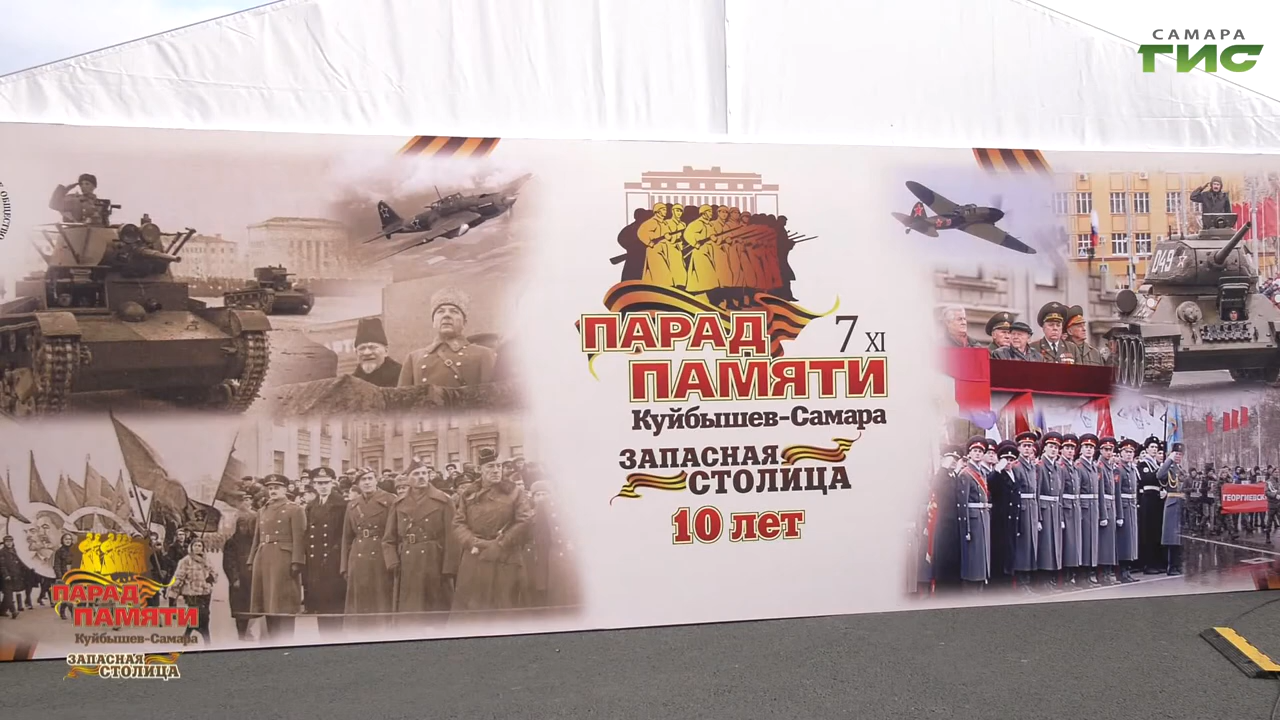 САМАРА
ГИС
ОБЩЕСТВО
ПАРАД
7 XI
ПАМЯТИ
Куйбышев-Самара
ЗАПАСНАЯ
СТОЛИЦА
10 лет
049
ГЕОРГИЕВСК
ПАРАД
ПАМЯТИ
Куйбышев-Самара
ЗАПАСНАЯ
СТОЛИЦА